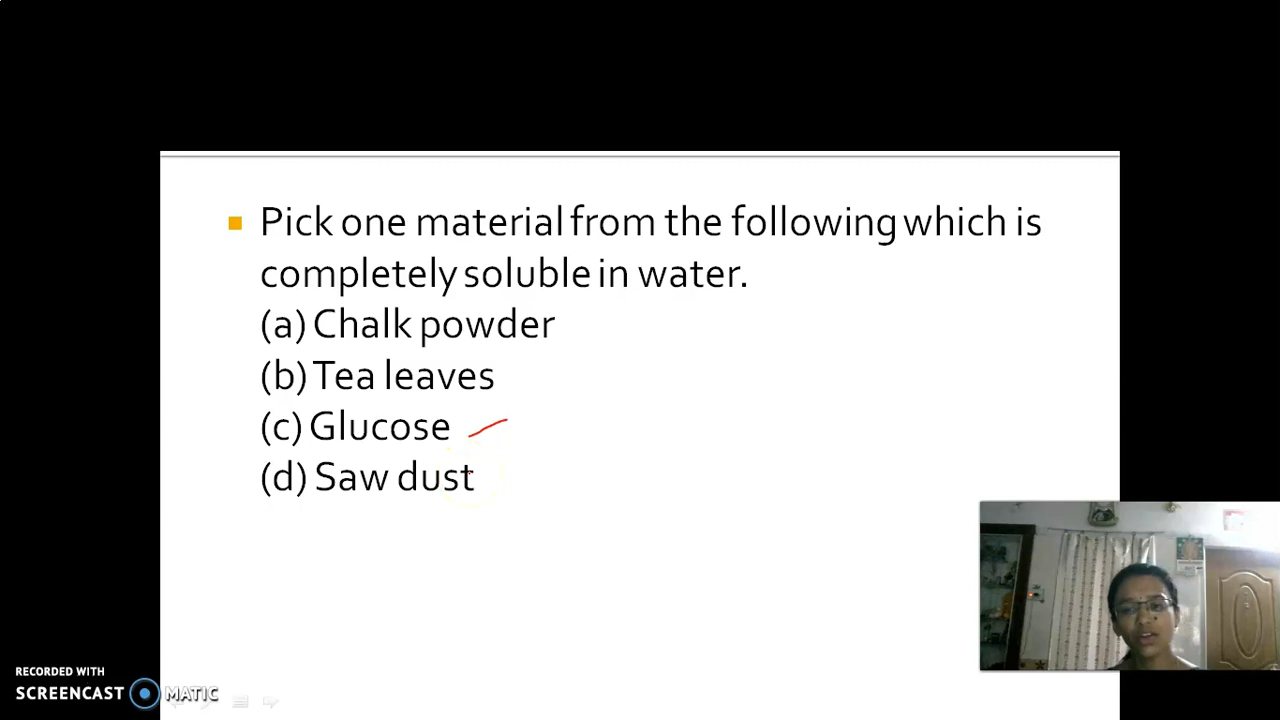 Pick one material from the following which is
completely soluble in water.
(a) Chalk powder
(b) Tea leaves
(c) Glucose
(d) Saw dust
RECORDED WITH
SCREENCAST MATIC